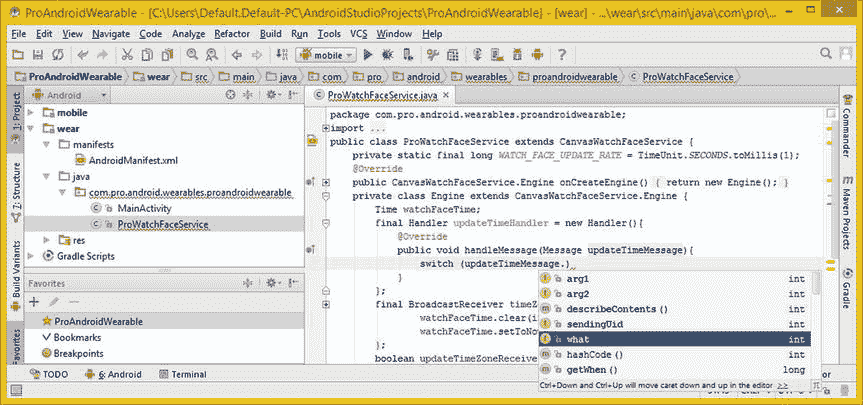 ProAndroidWearable - [C:\Users\Default.Default-PC\AndroidStudioProjects\ProAndroidWearable] - [wear] - ...\wear\src\main\java\com\pro\...
File Edit View Navigate Code Analyze Refactor Build Run Tools VCS Window Help
mobile
ProAndroidWearable wear src main java com pro android wearables proandroidwearable ProWatchFaceService
1: Project
7: Structure
Build Variants
Favorites
Android
mobile
wear
manifests
AndroidManifest.xml
java
com.pro.android.wearables.proandroidwearable
MainActivity
ProWatchFaceService
res
Gradle Scripts
Favorites
ProAndroidWearable
Bookmarks
Breakpoints
ProWatchFaceService.java
package com.pro.android.wearables.proandroidwearable;
import ...
public class ProWatchFaceService extends CanvasWatchFaceService {
private static final long WATCH_FACE_UPDATE_RATE = TimeUnit.SECONDS.toMillis(1);
@Override
public CanvasWatchFaceService.Engine onCreateEngine() { return new Engine(); }
private class Engine extends CanvasWatchFaceService.Engine {
Time watchFaceTime;
final Handler updateTimeHandler = new Handler(){
@Override
public void handleMessage(Message updateTimeMessage){
switch (updateTimeMessage.)
}
};
final BroadcastReceiver timeZ
watchFaceTime.clear(i
watchFaceTime.setToNo
};
boolean updateTimeZoneReceive
arg1 int
arg2 int
describeContents() int
sendingUid int
what int
hashCode() int
getWhen() long
Ctrl+Down and Ctrl+Up will move caret down and up in the editor >>
Commander
Maven Projects
Gradle
TODO 6: Android Terminal